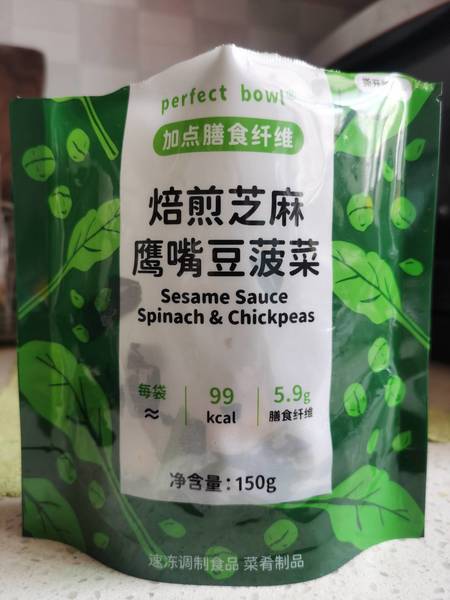 perfect bowl®
加点膳食纤维
焙煎芝麻
鹰嘴豆菠菜
Sesame Sauce
Spinach & Chickpeas
每袋 99 5.9g
≈ kcal 膳食纤维
净含量：150g
速冻调制食品 菜肴制品